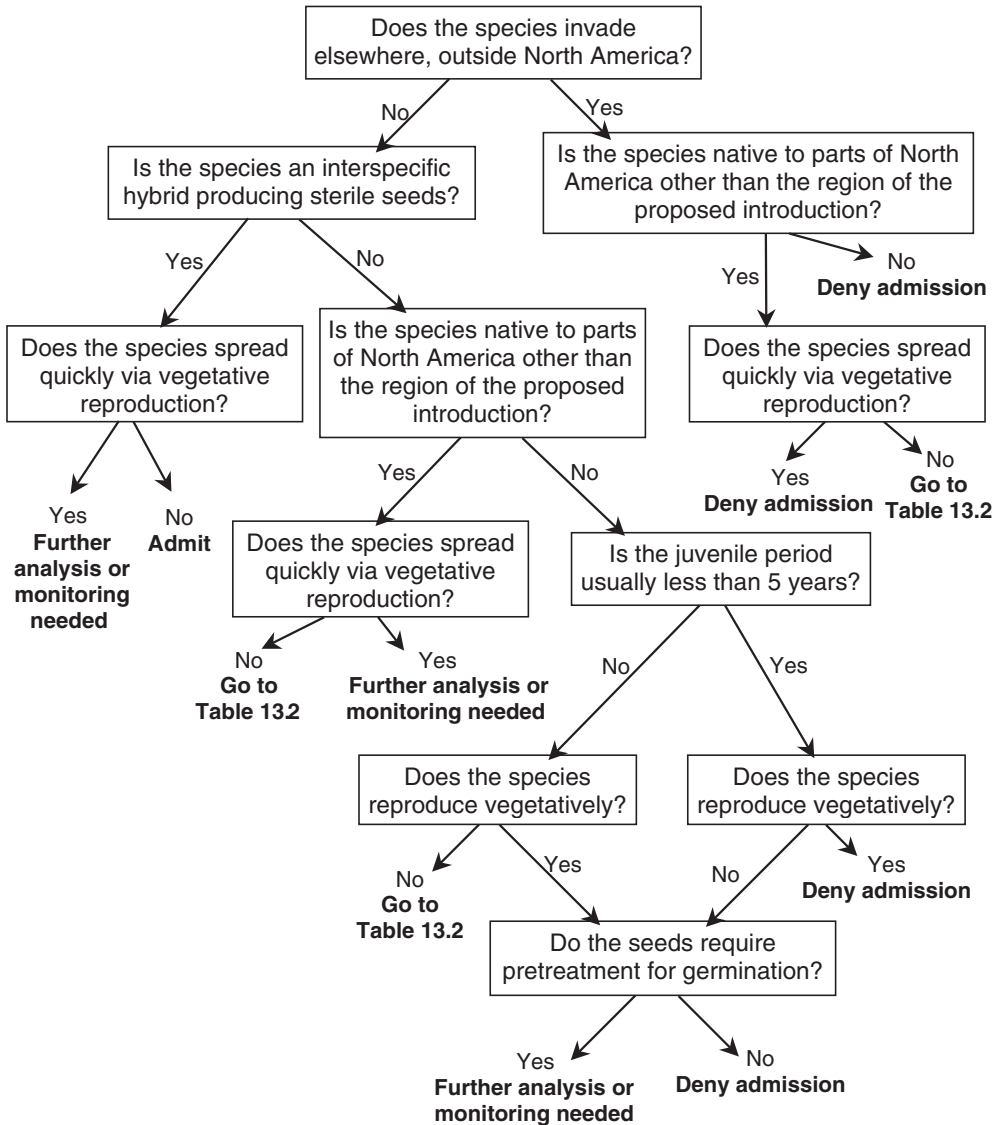 Does the species invade
elsewhere, outside North America?
No
Yes
Is the species an interspecific
hybrid producing sterile seeds?
Is the species native to parts of North
America other than the region of the
proposed introduction?
Yes
No
Yes
No
Deny admission
Does the species spread
quickly via vegetative
reproduction?
Is the species native to parts
of North America other than
the region of the proposed
introduction?
Does the species spread
quickly via vegetative
reproduction?
Yes
Further
analysis or
monitoring
needed
No
Admit
Yes
No
Yes
Deny admission
No
Go to
Table 13.2
Does the species spread
quickly via vegetative
reproduction?
Is the juvenile period
usually less than 5 years?
No
Go to
Table 13.2
Yes
Further analysis or
monitoring needed
No
Yes
Does the species
reproduce vegetatively?
Does the species
reproduce vegetatively?
No
Go to
Table 13.2
Yes
No
Yes
Deny admission
Do the seeds require
pretreatment for germination?
Yes
Further analysis or
monitoring needed
No
Deny admission